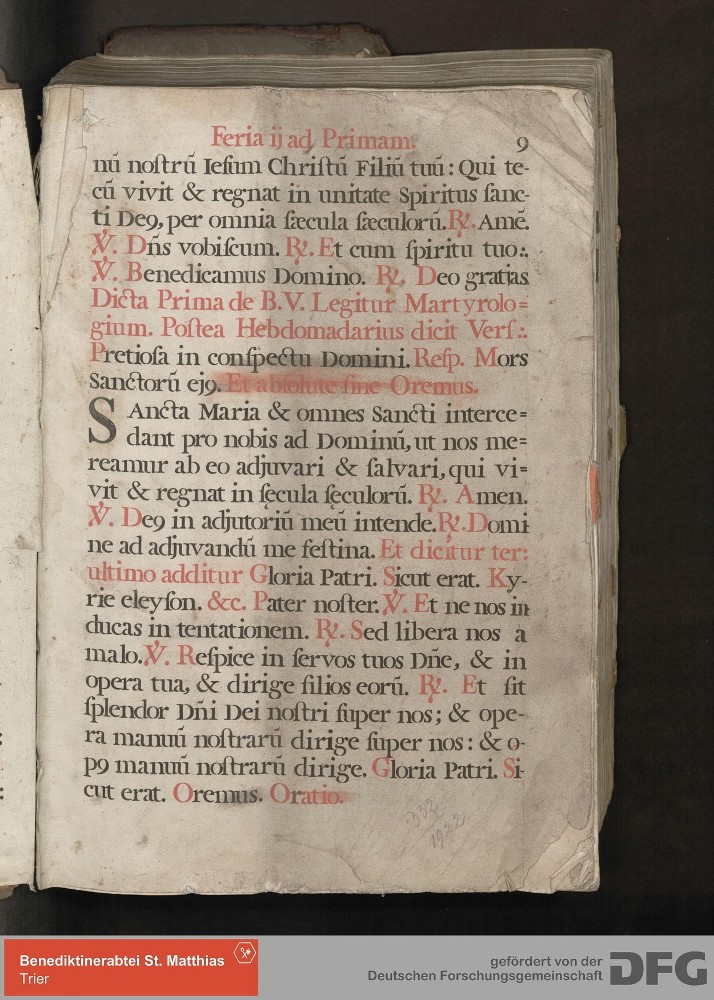 Feria ij ad Primam. 9
nū noſtrū Ieſum Chriſtū Filiū tuū: Qui te-
cū vivit & regnat in unitate Spiritus ſanc-
ti De9, per omnia ſæcula ſæculorū. ℟. Amē.
℣. Dn̄s vobiſcum. ℟. Et cum ſpiritu tuo:.
℣. Benedicamus Domino. ℟. Deo gratias
Dicta Prima de B.V. Legitur Martyrolo=
gium. Poſtea Hebdomadarius dicit Verſ:.
Pretioſa in conſpectu Domini. Reſp. Mors
Sanctorū ej9. Et abſolute ſine Oremus.
SAncta Maria & omnes Sancti interce=
dant pro nobis ad Dominū, ut nos me=
reamur ab eo adjuvari & ſalvari, qui vi=
vit & regnat in ſęcula ſęculorū. ℟. Amen.
℣. De9 in adjutoriū meū intende. ℟. Domi
ne ad adjuvandū me feſtina. Et dicitur ter:
ultimo additur Gloria Patri. Sicut erat. Ky-
rie eleyſon. &c. Pater noſter. ℣. Et ne nos in
ducas in tentationem. ℟. Sed libera nos a
malo. ℣. Reſpice in ſervos tuos Dn̄e, & in
opera tua, & dirige filios eorū. ℟. Et ſit
ſplendor Dn̄i Dei noſtri ſuper nos; & ope-
ra manuū noſtrarū dirige ſuper nos: & o-
p9 manuū noſtrarū dirige. Gloria Patri. Si-
cut erat. Oremus. Oratio.
332
1922
Benediktinerabtei St. Matthias
Trier
gefördert von der
Deutschen Forschungsgemeinschaft DFG